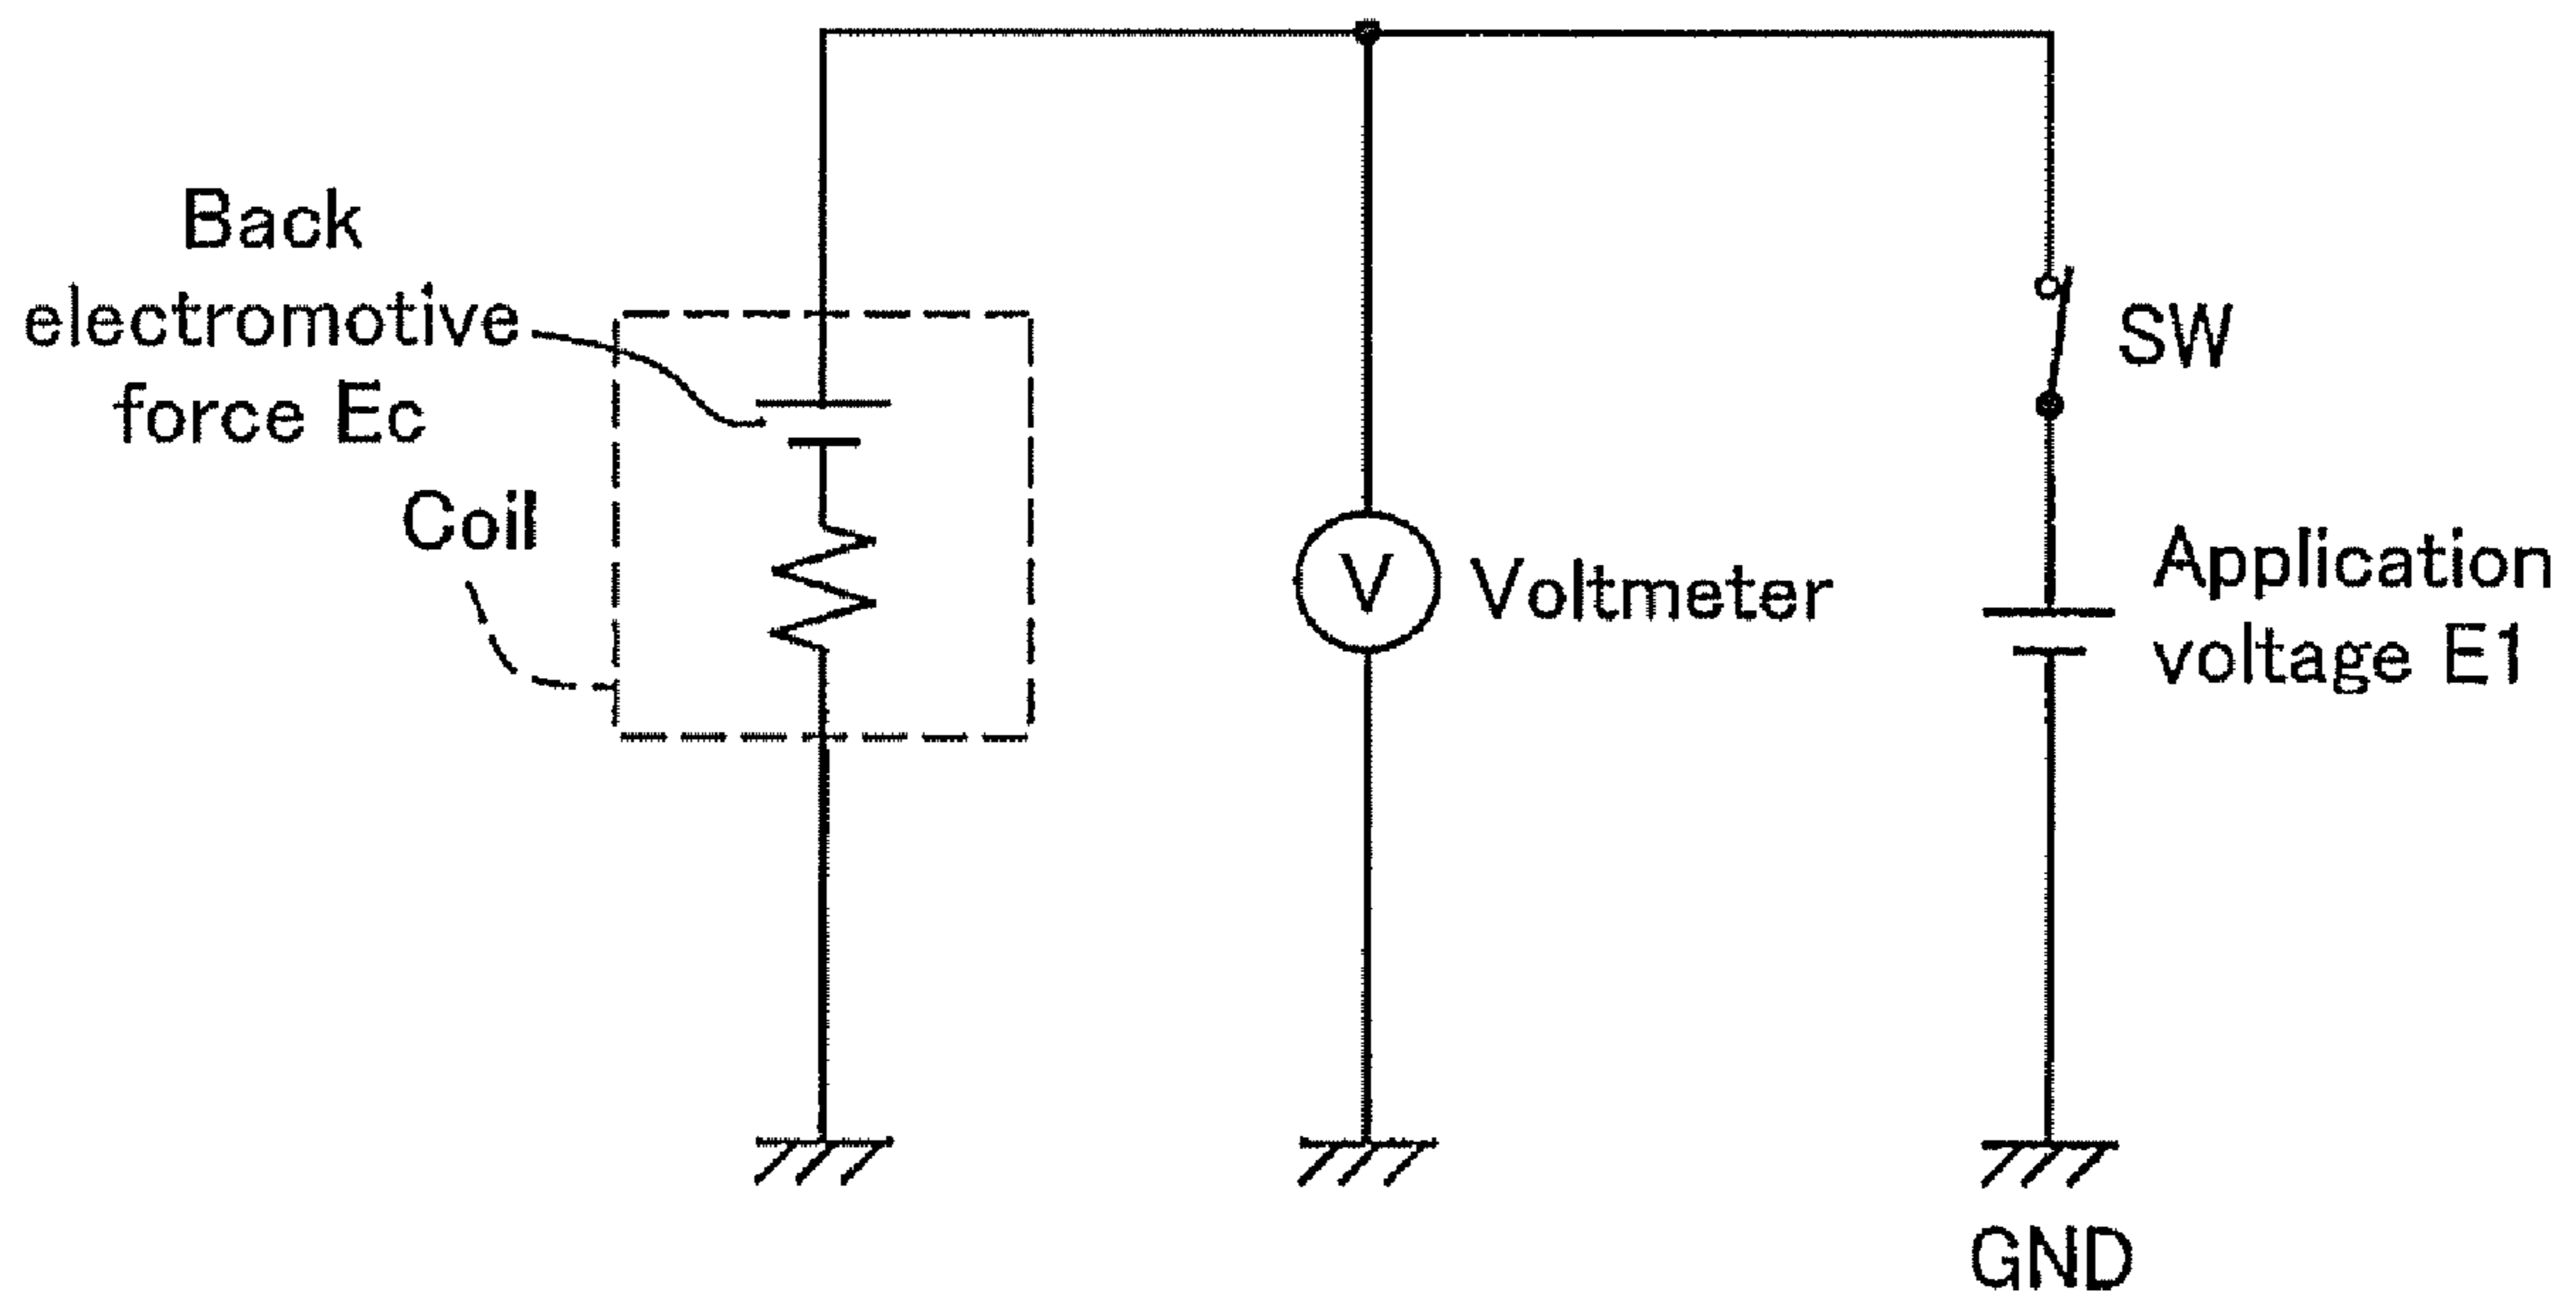 Back
electromotive
force Ec
Coil
V
Voltmeter
SW
Application
voltage E1
GND